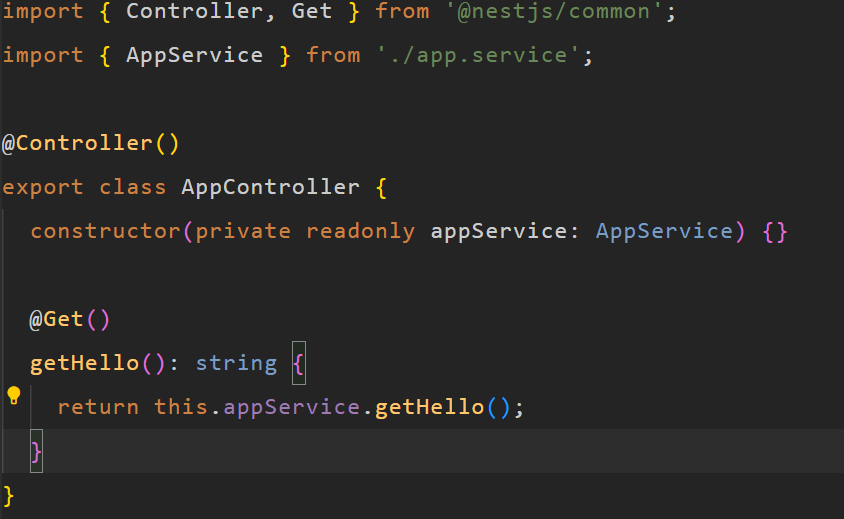 import { Controller, Get } from '@nestjs/common';
import { AppService } from './app.service';
@Controller()
export class AppController {
constructor(private readonly appService: AppService) {}
@Get()
getHello(): string {
return this.appService.getHello();
}
}